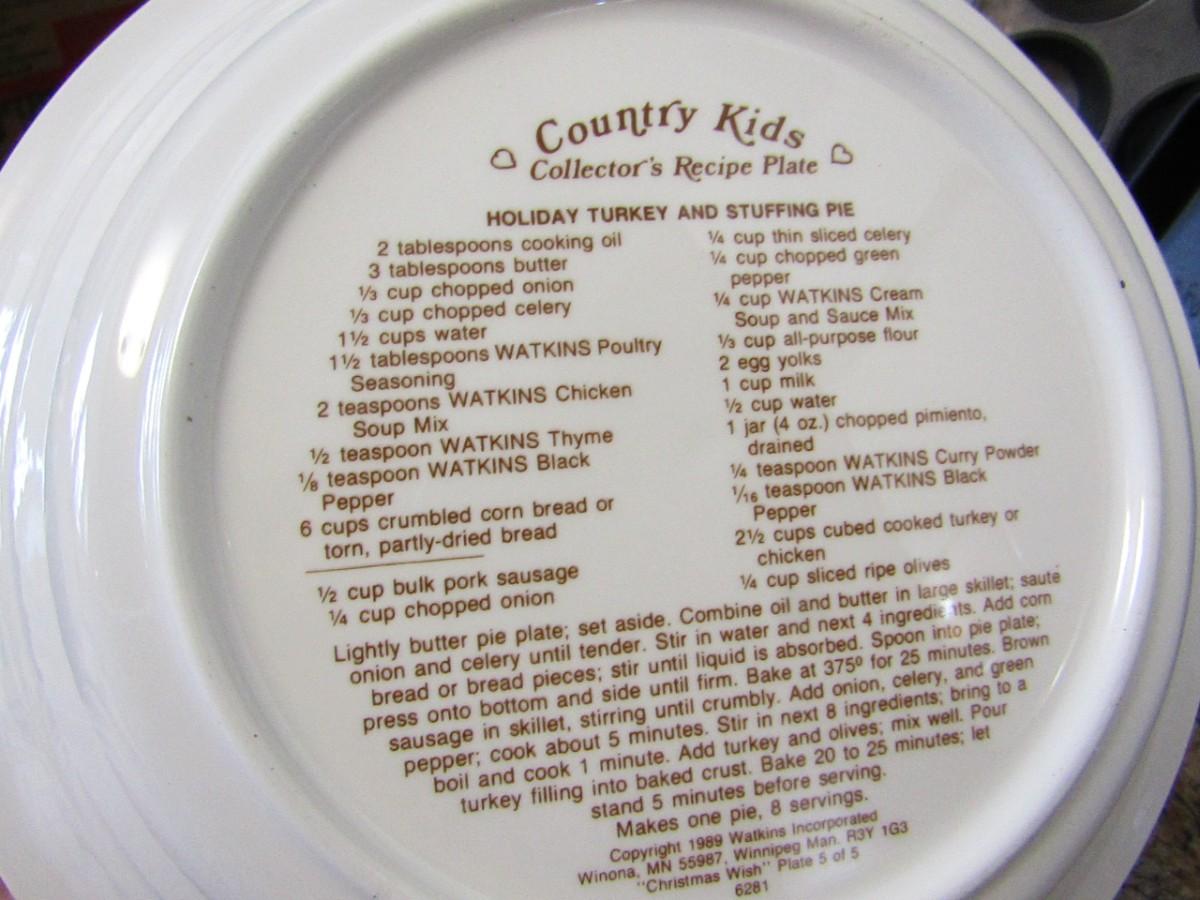 Country Kids
Collector's Recipe Plate
HOLIDAY TURKEY AND STUFFING PIE
2 tablespoons cooking oil
3 tablespoons butter
⅓ cup chopped onion
⅓ cup chopped celery
1½ cups water
1½ tablespoons WATKINS Poultry
Seasoning
2 teaspoons WATKINS Chicken
Soup Mix
½ teaspoon WATKINS Thyme
⅛ teaspoon WATKINS Black
Pepper
6 cups crumbled corn bread or
torn, partly-dried bread
½ cup bulk pork sausage
¼ cup chopped onion
¼ cup thin sliced celery
¼ cup chopped green
pepper
¼ cup WATKINS Cream
Soup and Sauce Mix
⅓ cup all-purpose flour
2 egg yolks
1 cup milk
½ cup water
1 jar (4 oz.) chopped pimiento,
drained
¼ teaspoon WATKINS Curry Powder
1/16 teaspoon WATKINS Black
Pepper
2½ cups cubed cooked turkey or
chicken
¼ cup sliced ripe olives
Lightly butter pie plate; set aside. Combine oil and butter in large skillet; sauté
onion and celery until tender. Stir in water and next 4 ingredients. Add corn
bread or bread pieces; stir until liquid is absorbed. Spoon into pie plate;
press onto bottom and side until firm. Bake at 375º for 25 minutes. Brown
sausage in skillet, stirring until crumbly. Add onion, celery, and green
pepper; cook about 5 minutes. Stir in next 8 ingredients; bring to a
boil and cook 1 minute. Add turkey and olives; mix well. Pour
turkey filling into baked crust. Bake 20 to 25 minutes; let
stand 5 minutes before serving.
Makes one pie, 8 servings.
Copyright 1989 Watkins Incorporated
Winona, MN 55987, Winnipeg Man. R3Y 1G3
"Christmas Wish" Plate 5 of 5
6281